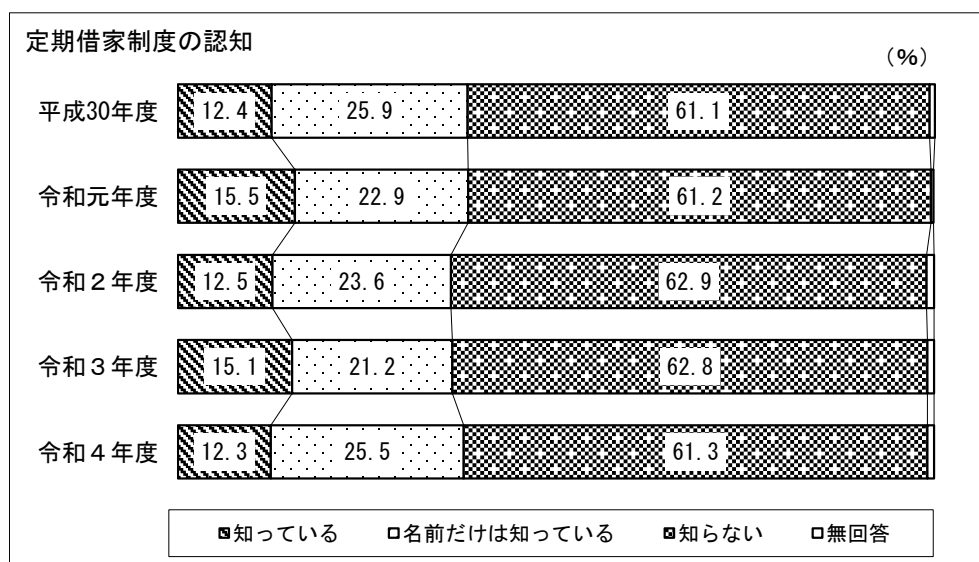 定期借家制度の認知
（％）
平成30年度 12.4 25.9 61.1
令和元年度 15.5 22.9 61.2
令和２年度 12.5 23.6 62.9
令和３年度 15.1 21.2 62.8
令和４年度 12.3 25.5 61.3
知っている 名前だけは知っている 知らない 無回答